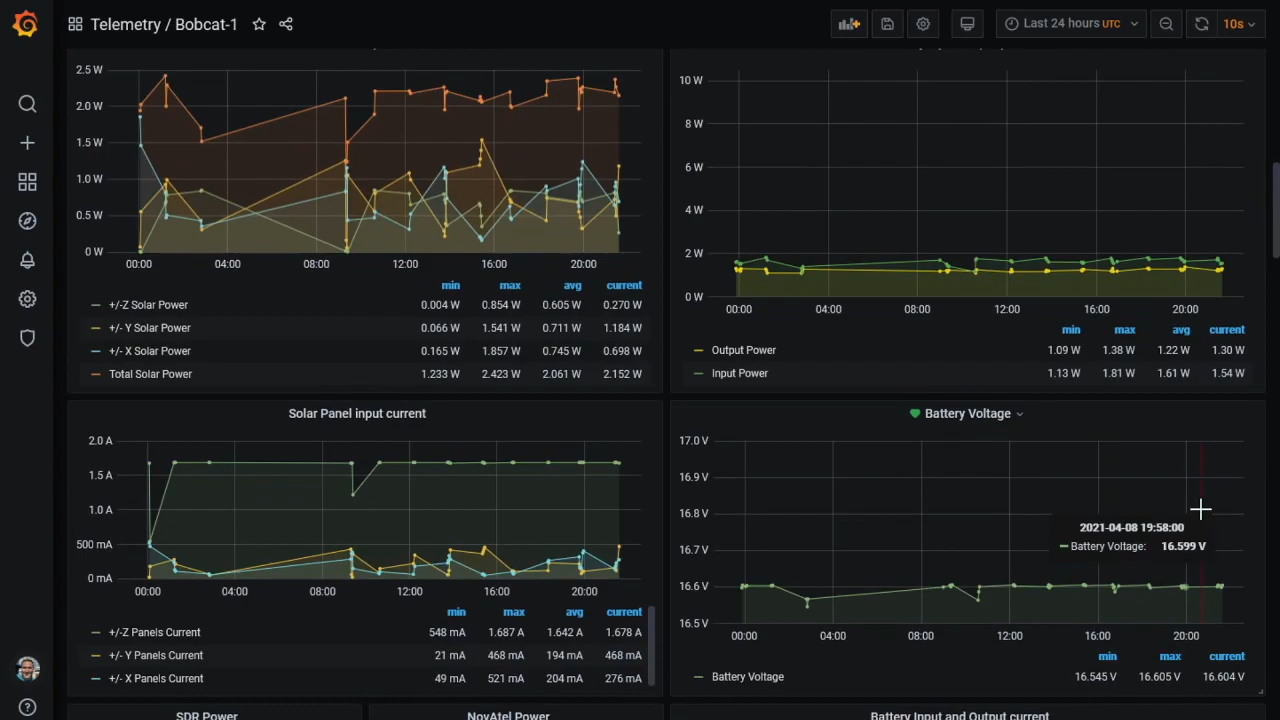 Telemetry / Bobcat-1
Last 24 hours UTC
10s
2.5 W
2.0 W
1.5 W
1.0 W
0.5 W
0 W
00:00 04:00 08:00 12:00 16:00 20:00
min max avg current
+/-Z Solar Power 0.004 W 0.854 W 0.605 W 0.270 W
+/- Y Solar Power 0.066 W 1.541 W 0.711 W 1.184 W
+/- X Solar Power 0.165 W 1.857 W 0.745 W 0.698 W
Total Solar Power 1.233 W 2.423 W 2.061 W 2.152 W
10 W
8 W
6 W
4 W
2 W
0 W
00:00 04:00 08:00 12:00 16:00 20:00
min max avg current
Output Power 1.09 W 1.38 W 1.22 W 1.30 W
Input Power 1.13 W 1.81 W 1.61 W 1.54 W
Solar Panel input current
2.0 A
1.5 A
1.0 A
500 mA
0 mA
00:00 04:00 08:00 12:00 16:00 20:00
min max avg current
+/-Z Panels Current 548 mA 1.687 A 1.642 A 1.678 A
+/- Y Panels Current 21 mA 468 mA 194 mA 468 mA
+/- X Panels Current 49 mA 521 mA 204 mA 276 mA
Battery Voltage
17.0 V
16.9 V
16.8 V
16.7 V
16.6 V
16.5 V
2021-04-08 19:58:00
Battery Voltage: 16.599 V
00:00 04:00 08:00 12:00 16:00 20:00
min max current
Battery Voltage 16.545 V 16.605 V 16.604 V
SDR Power
NovAtel Power
Battery Input and Output current